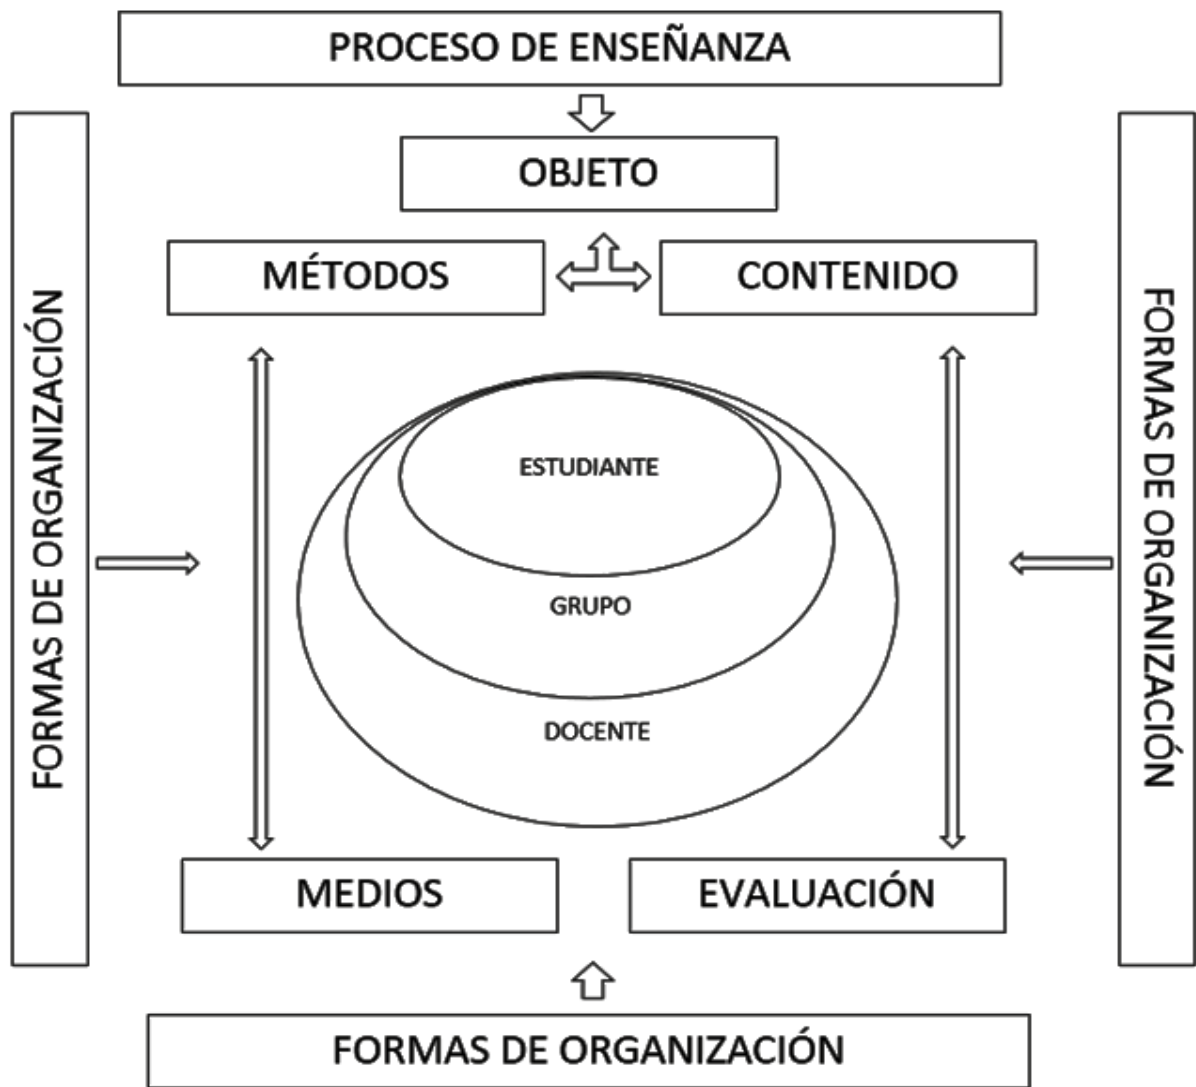 PROCESO DE ENSEÑANZA
OBJETO
MÉTODOS
CONTENIDO
FORMAS DE ORGANIZACIÓN
FORMAS DE ORGANIZACIÓN
ESTUDIANTE
GRUPO
DOCENTE
MEDIOS
EVALUACIÓN
FORMAS DE ORGANIZACIÓN